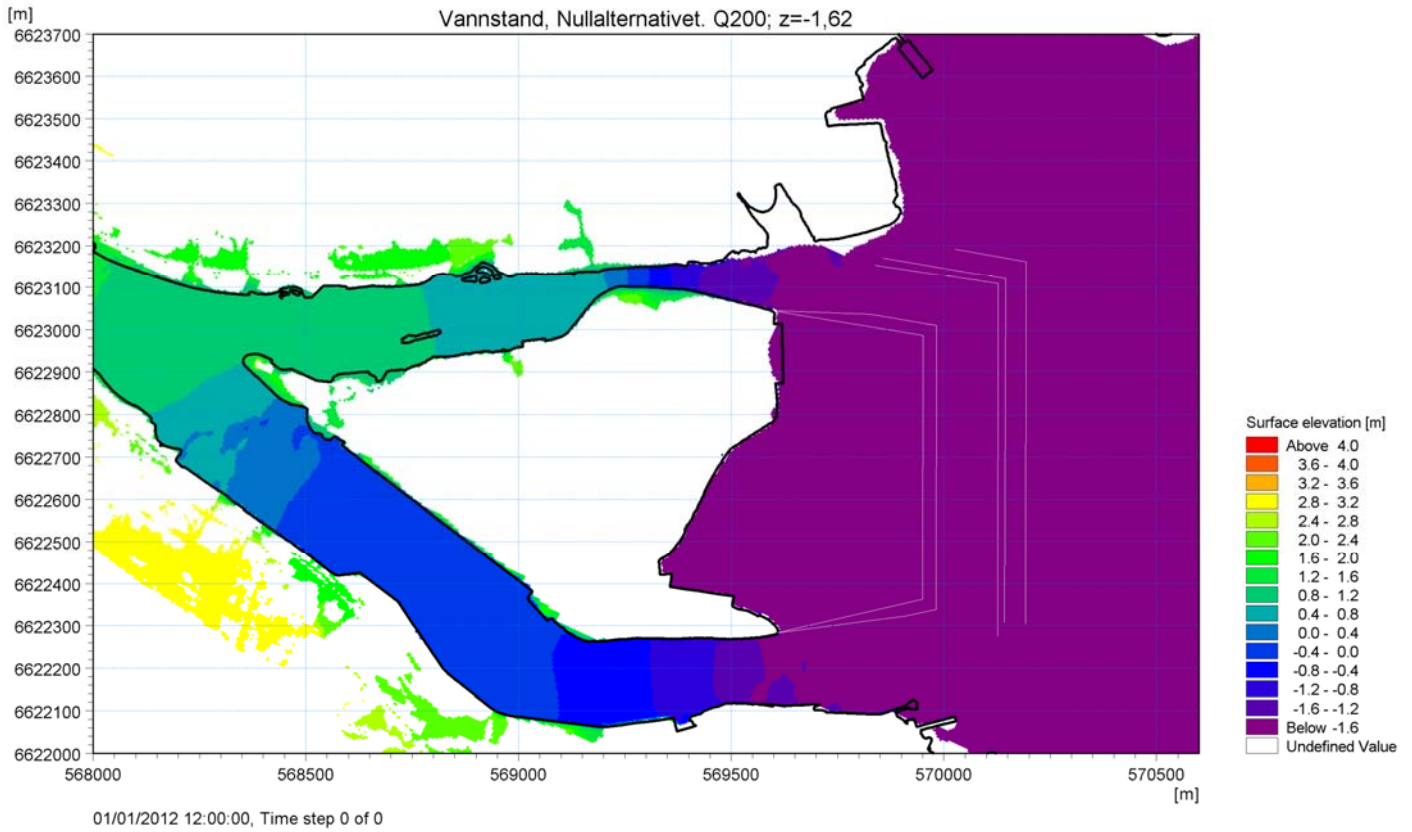 [m]
Vannstand, Nullalternativet. Q200; z=-1,62
6623700
6623600
6623500
6623400
6623300
6623200
6623100
6623000
6622900
6622800
6622700
6622600
6622500
6622400
6622300
6622200
6622100
6622000
568000 568500 569000 569500 570000 570500
[m]
Surface elevation [m]
Above 4.0
3.6 - 4.0
3.2 - 3.6
2.8 - 3.2
2.4 - 2.8
2.0 - 2.4
1.6 - 2.0
1.2 - 1.6
0.8 - 1.2
0.4 - 0.8
0.0 - 0.4
-0.4 - 0.0
-0.8 - -0.4
-1.2 - -0.8
-1.6 - -1.2
Below -1.6
Undefined Value
01/01/2012 12:00:00, Time step 0 of 0